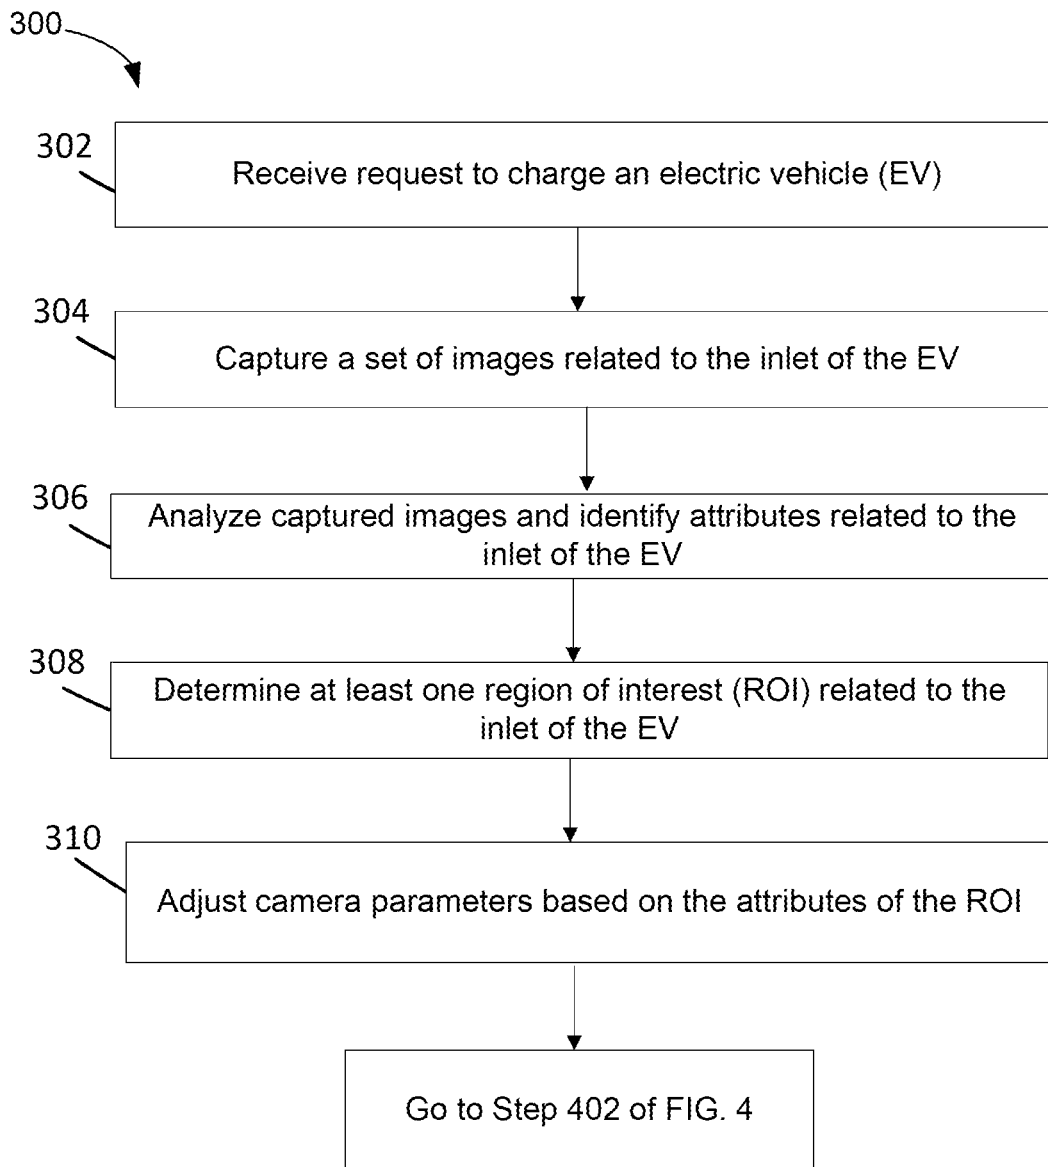 300
302
Receive request to charge an electric vehicle (EV)
304
Capture a set of images related to the inlet of the EV
306
Analyze captured images and identify attributes related to the
inlet of the EV
308
Determine at least one region of interest (ROI) related to the
inlet of the EV
310
Adjust camera parameters based on the attributes of the ROI
Go to Step 402 of FIG. 4